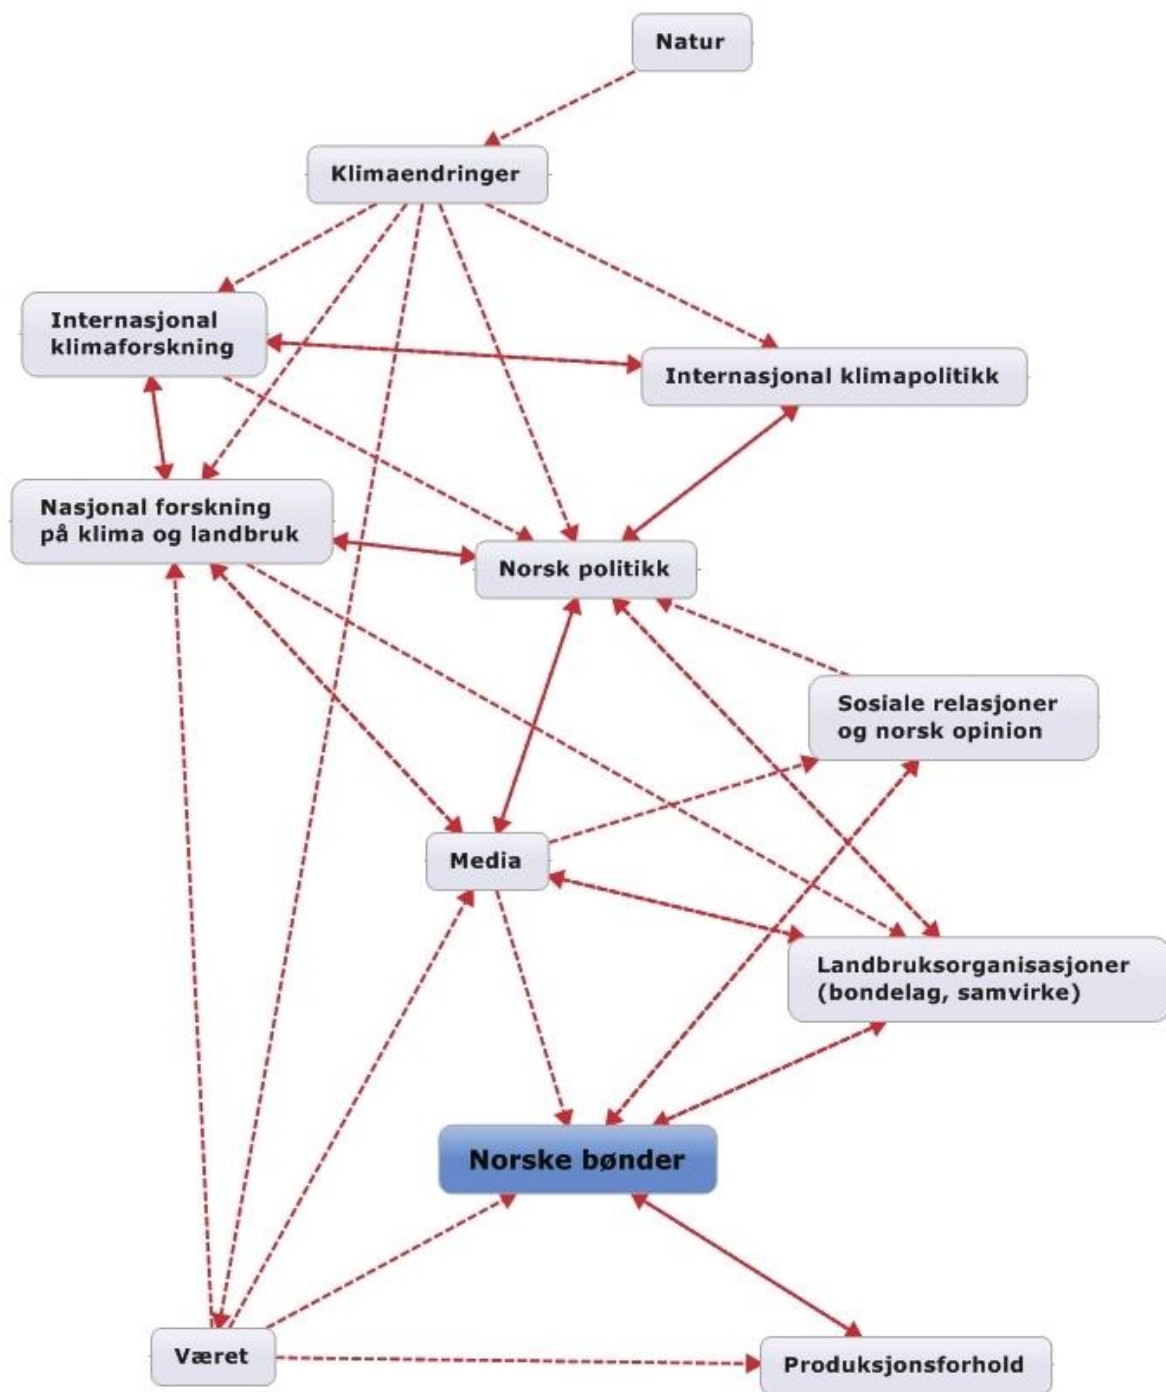 Natur
Klimaendringer
Internasjonal
klimaforskning
Internasjonal klimapolitikk
Nasjonal forskning
på klima og landbruk
Norsk politikk
Sosiale relasjoner
og norsk opinion
Media
Landbruksorganisasjoner
(bondelag, samvirke)
Norske bønder
Været
Produksjonsforhold